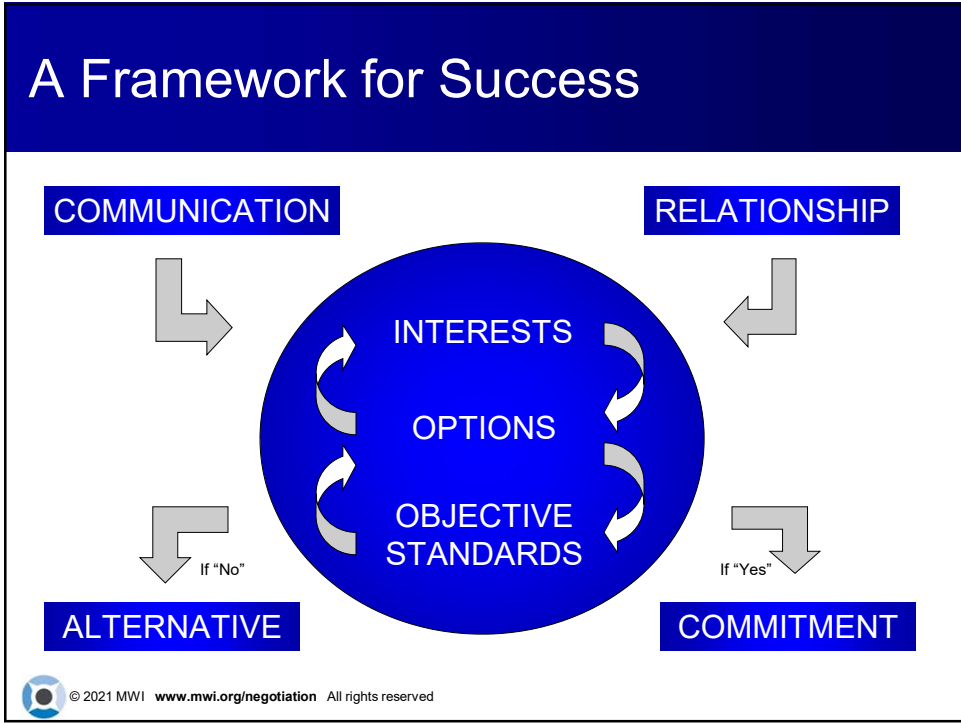 A Framework for Success
COMMUNICATION
RELATIONSHIP
INTERESTS
OPTIONS
OBJECTIVE
STANDARDS
If “No”
If “Yes”
ALTERNATIVE
COMMITMENT
© 2021 MWI www.mwi.org/negotiation All rights reserved